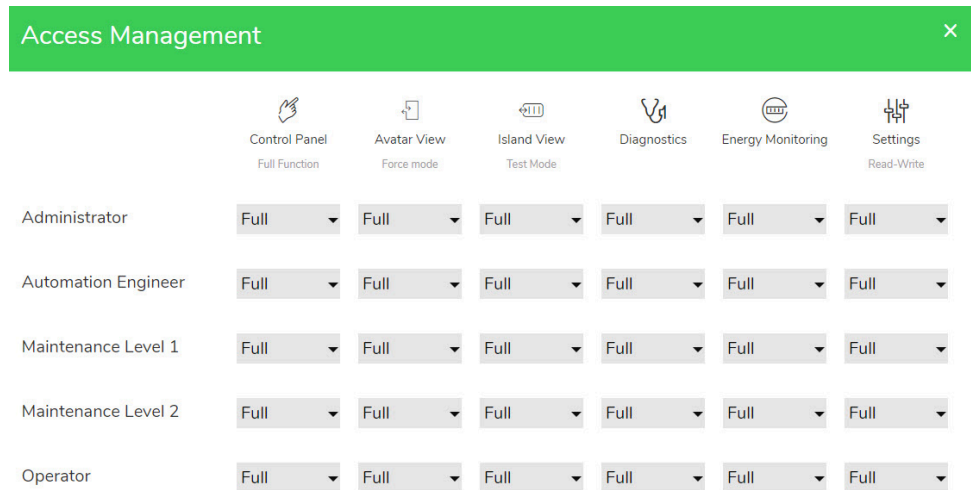 Access Management ×
Control Panel Avatar View Island View Diagnostics Energy Monitoring Settings
Full Function Force mode Test Mode Read-Write
Administrator Full Full Full Full Full Full
Automation Engineer Full Full Full Full Full Full
Maintenance Level 1 Full Full Full Full Full Full
Maintenance Level 2 Full Full Full Full Full Full
Operator Full Full Full Full Full Full